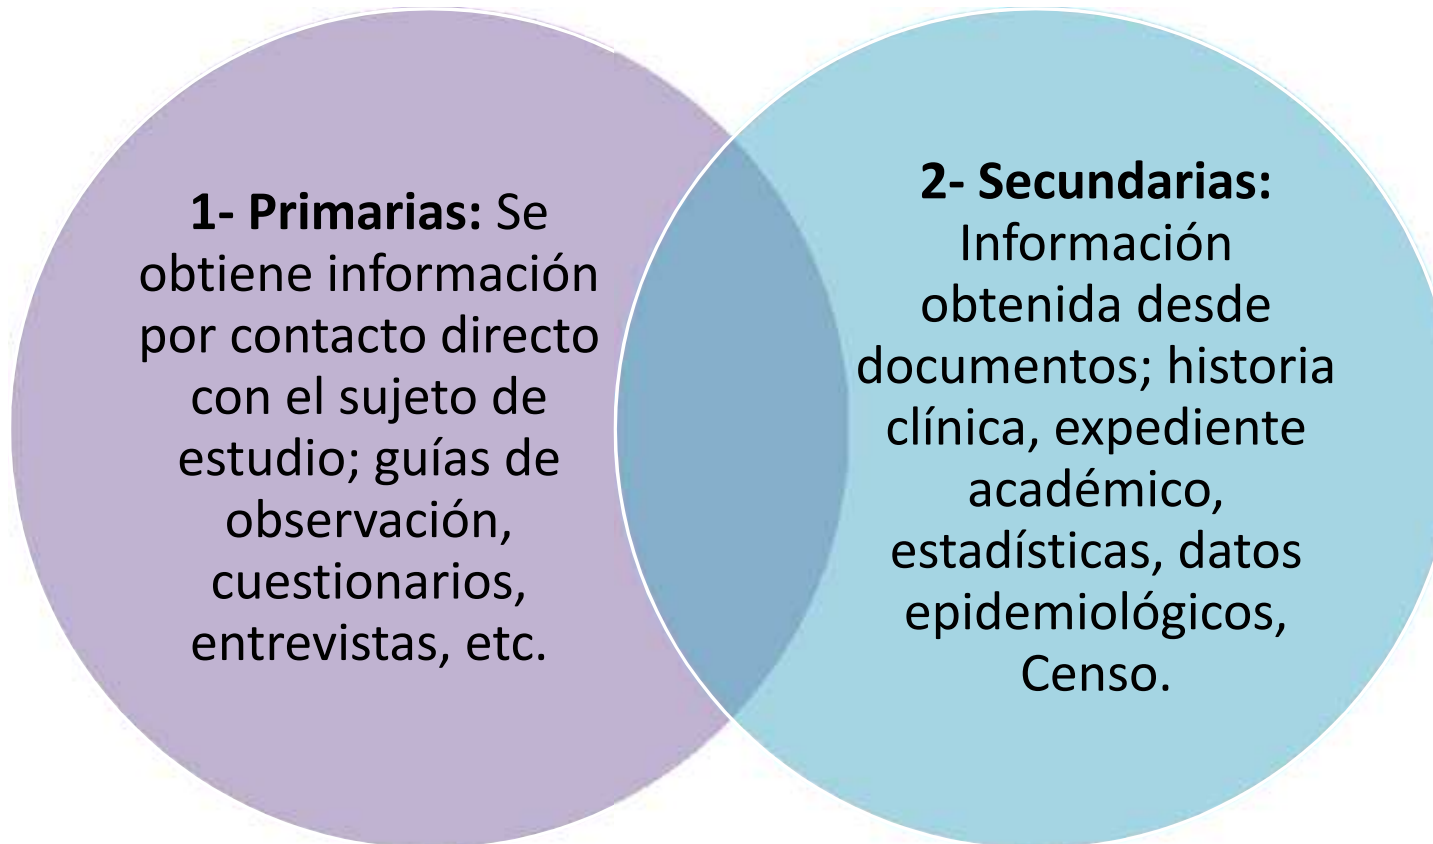 1- Primarias: Se
obtiene información
por contacto directo
con el sujeto de
estudio; guías de
observación,
cuestionarios,
entrevistas, etc.
2- Secundarias:
Información
obtenida desde
documentos; historia
clínica, expediente
académico,
estadísticas, datos
epidemiológicos,
Censo.